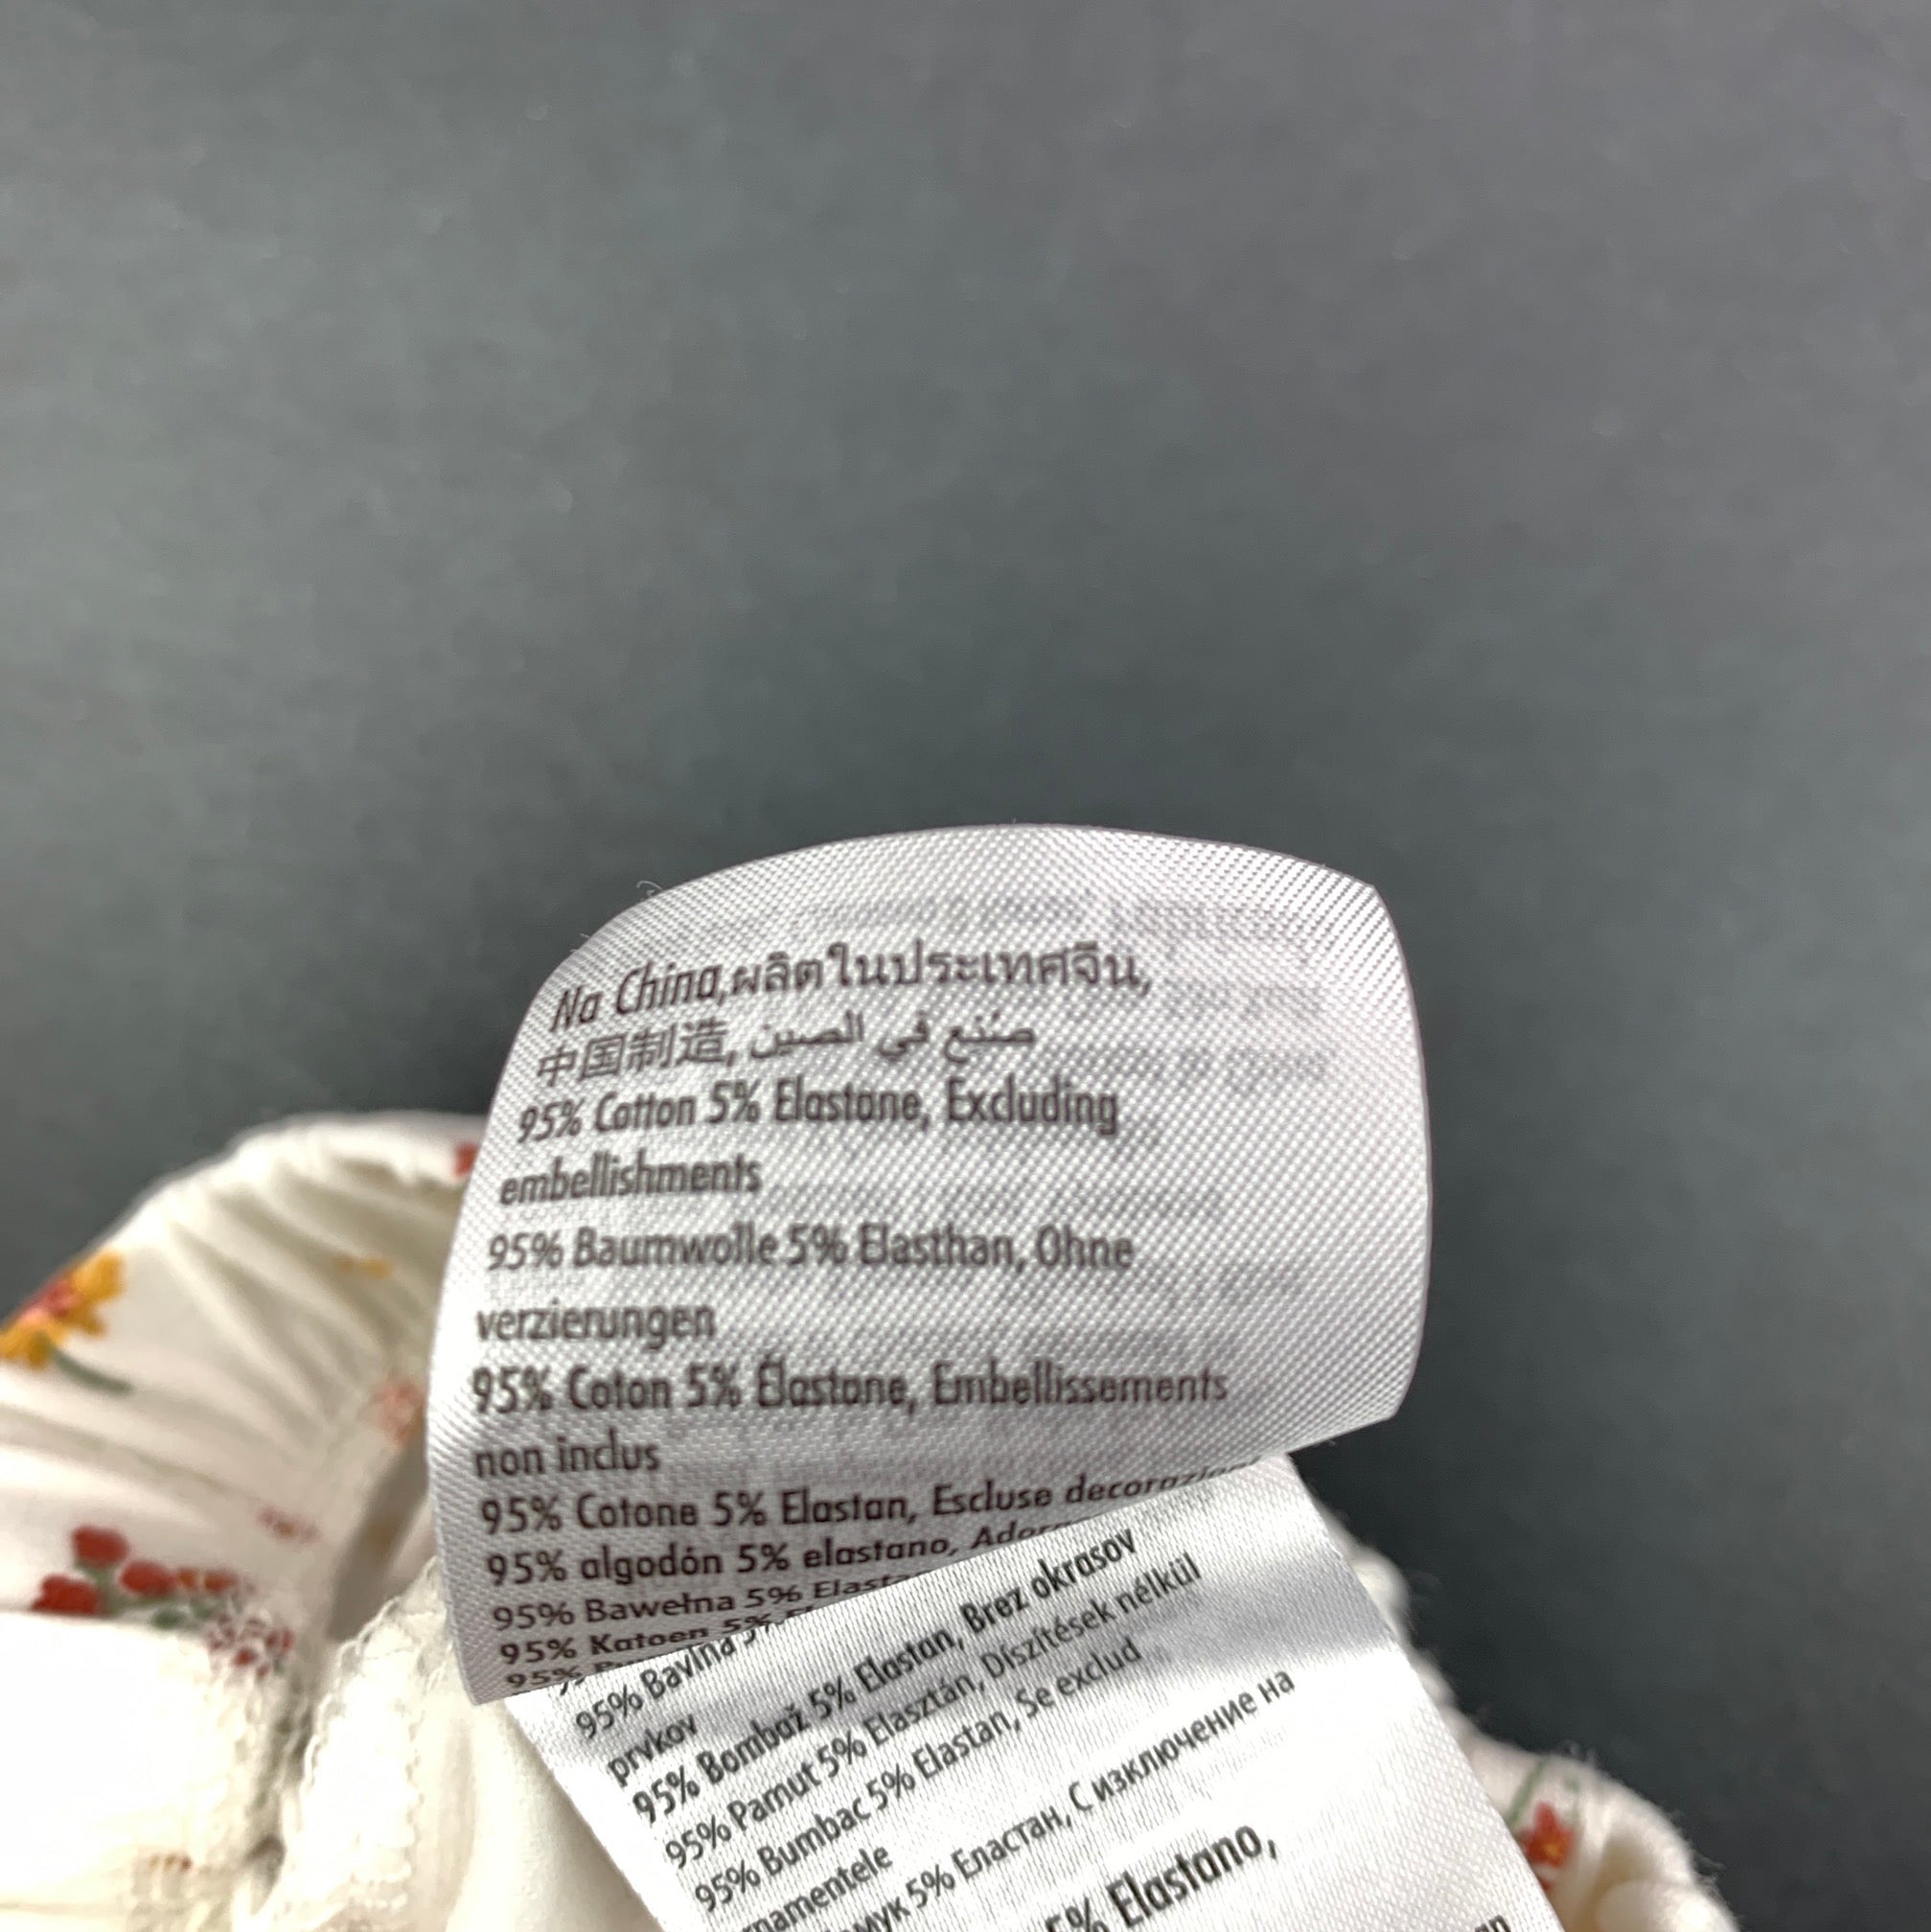 Na China,ผลิตในประเทศจีน,
中国制造, صنع في الصين
95% Cotton 5% Elastane, Excluding
embellishments
95% Baumwolle 5% Elasthan, Ohne
verzierungen
95% Coton 5% Élastane, Embellissements
non inclus
95% Cotone 5% Elastan, Escluse
95% algodón 5% elastano,
95% Bawełna 5%
95% Katoen 5%
95%
95% Bavlna
prvkov
95% Bombaž 5% Elastan, Brez okrasov
95% Pamut 5% Elasztán, Díszítések nélkül
95% Bumbac 5% Elastan, Se exclud
5% Еластан, С изключение на
5% Elastano,